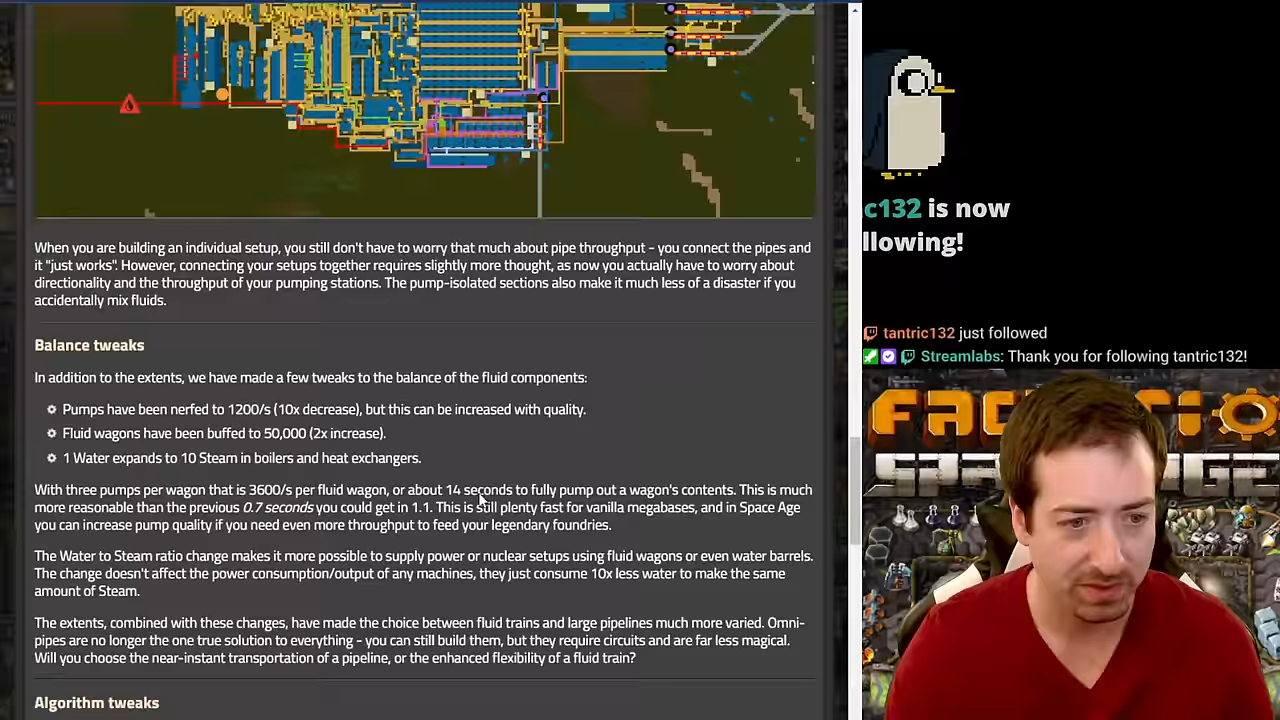 When you are building an individual setup, you still don't have to worry that much about pipe throughput - you connect the pipes and
it "just works". However, connecting your setups together requires slightly more thought, as now you actually have to worry about
directionality and the throughput of your pumping stations. The pump-isolated sections also make it much less of a disaster if you
accidentally mix fluids.
Balance tweaks
In addition to the extents, we have made a few tweaks to the balance of the fluid components:
Pumps have been nerfed to 1200/s (10x decrease), but this can be increased with quality.
Fluid wagons have been buffed to 50,000 (2x increase).
1 Water expands to 10 Steam in boilers and heat exchangers.
With three pumps per wagon that is 3600/s per fluid wagon, or about 14 seconds to fully pump out a wagon's contents. This is much
more reasonable than the previous 0.7 seconds you could get in 1.1. This is still plenty fast for vanilla megabases, and in Space Age
you can increase pump quality if you need even more throughput to feed your legendary foundries.
The Water to Steam ratio change makes it more possible to supply power or nuclear setups using fluid wagons or even water barrels.
The change doesn't affect the power consumption/output of any machines, they just consume 10x less water to make the same
amount of Steam.
The extents, combined with these changes, have made the choice between fluid trains and large pipelines much more varied. Omni-
pipes are no longer the one true solution to everything - you can still build them, but they require circuits and are far less magical.
Will you choose the near-instant transportation of a pipeline, or the enhanced flexibility of a fluid train?
Algorithm tweaks
c132 is now
llowing!
tantric132 just followed
Streamlabs: Thank you for following tantric132!